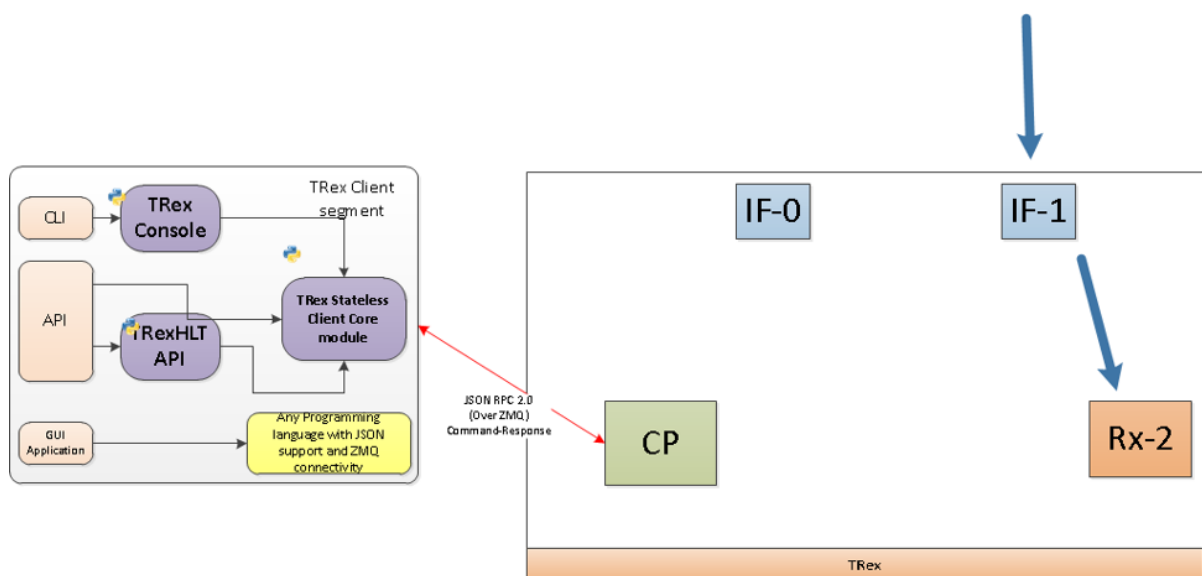 TRex Client
segment
CLI
TRex
Console
API
TRexHLT
API
TRex Stateless
Client Core
module
GUI
Application
Any Programming
language with JSON
support and ZMQ
connectivity
JSON RPC 2.0
(Over ZMQ)
Command-Response
IF-0
IF-1
CP
Rx-2
TRex